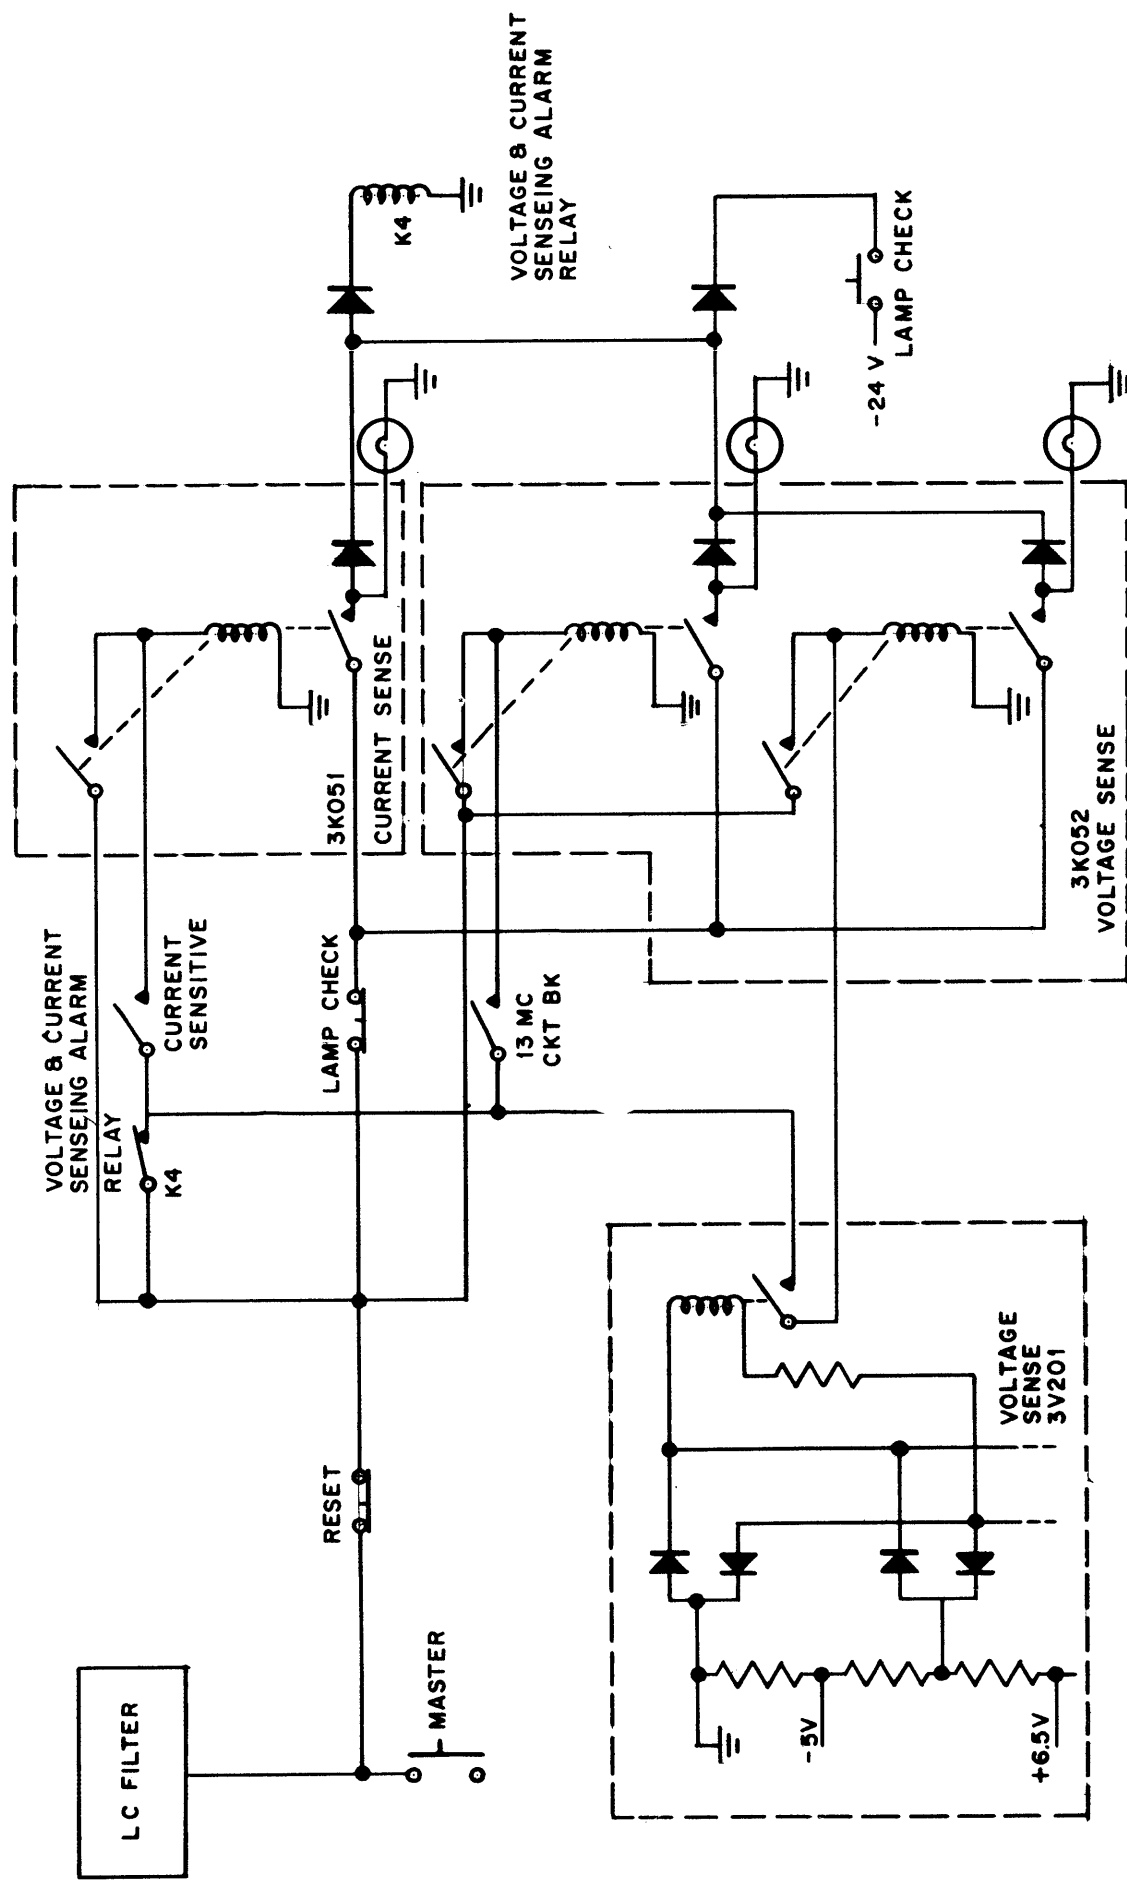 LC FILTER
MASTER
RESET
VOLTAGE & CURRENT
SENSEING ALARM
RELAY
K4
CURRENT
SENSITIVE
LAMP CHECK
13 MC
CKT BK
3K051
CURRENT SENSE
K4
VOLTAGE & CURRENT
SENSEING ALARM
RELAY
-24 V
LAMP CHECK
3K052
VOLTAGE SENSE
VOLTAGE
SENSE
3V201
-5V
+6.5V